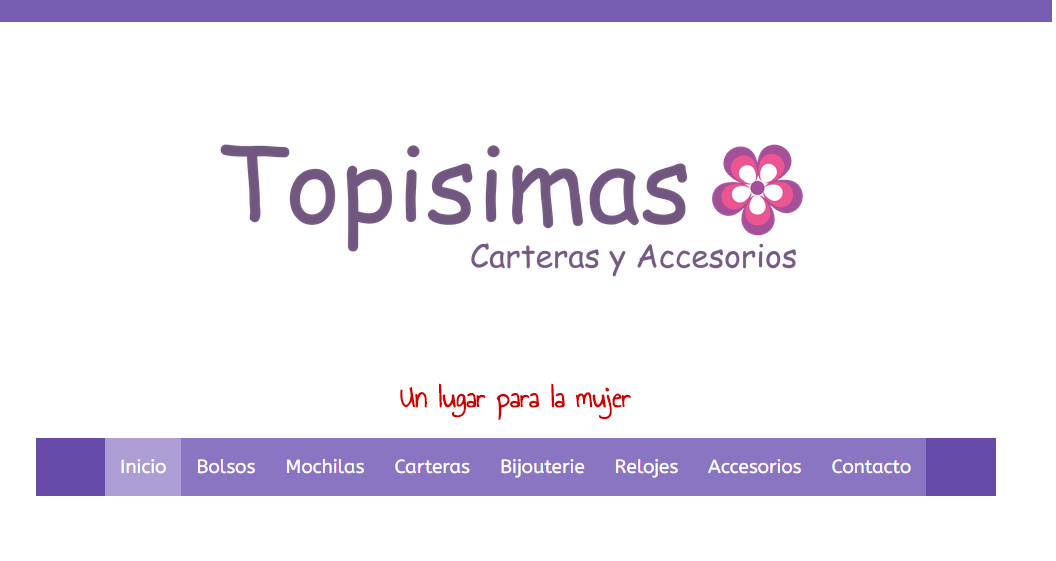 Topisimas
Carteras y Accesorios
Un lugar para la mujer
Inicio Bolsos Mochilas Carteras Bijouterie Relojes Accesorios Contacto